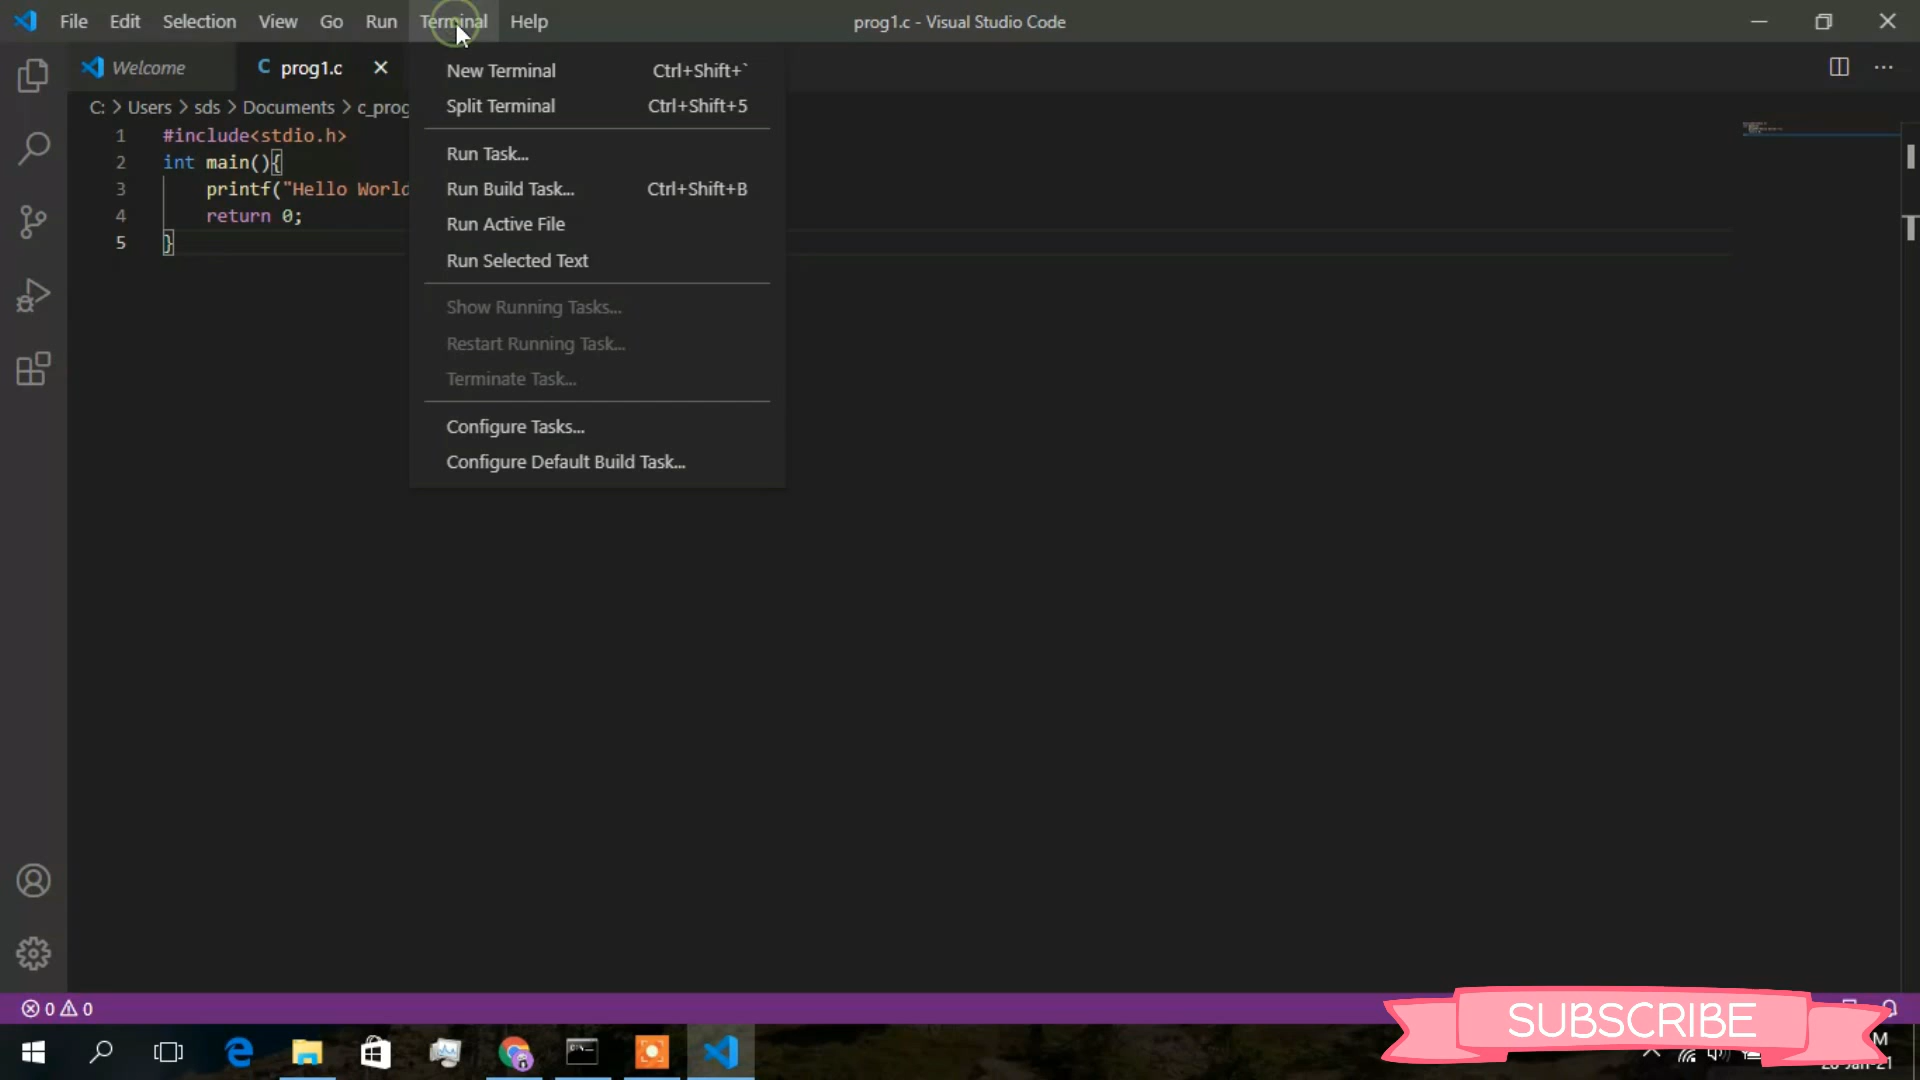 File Edit Selection View Go Run Terminal Help prog1.c - Visual Studio Code
Welcome prog1.c
C: > Users > sds > Documents > c_prog
1 #include<stdio.h>
2 int main(){
3 printf("Hello World
4 return 0;
5 }
New Terminal Ctrl+Shift+`
Split Terminal Ctrl+Shift+5
Run Task...
Run Build Task... Ctrl+Shift+B
Run Active File
Run Selected Text
Show Running Tasks...
Restart Running Task...
Terminate Task...
Configure Tasks...
Configure Default Build Task...
0 0
SUBSCRIBE